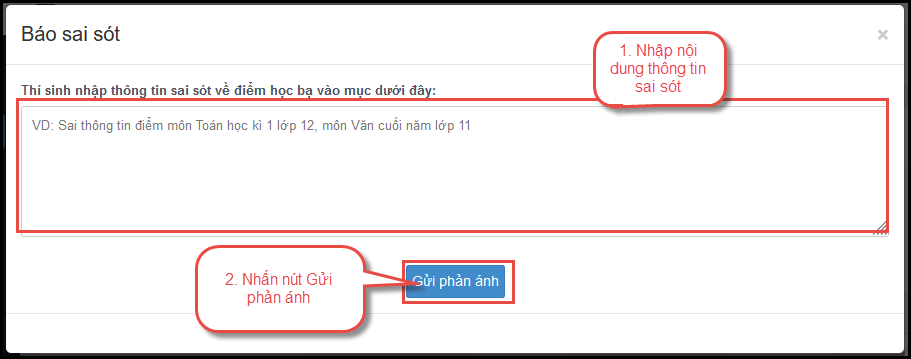 Báo sai sót
×
1. Nhập nội
dung thông tin
sai sót
Thí sinh nhập thông tin sai sót về điểm học bạ vào mục dưới đây:
VD: Sai thông tin điểm môn Toán học kì 1 lớp 12, môn Văn cuối năm lớp 11
2. Nhấn nút Gửi
phản ánh
Gửi phản ánh